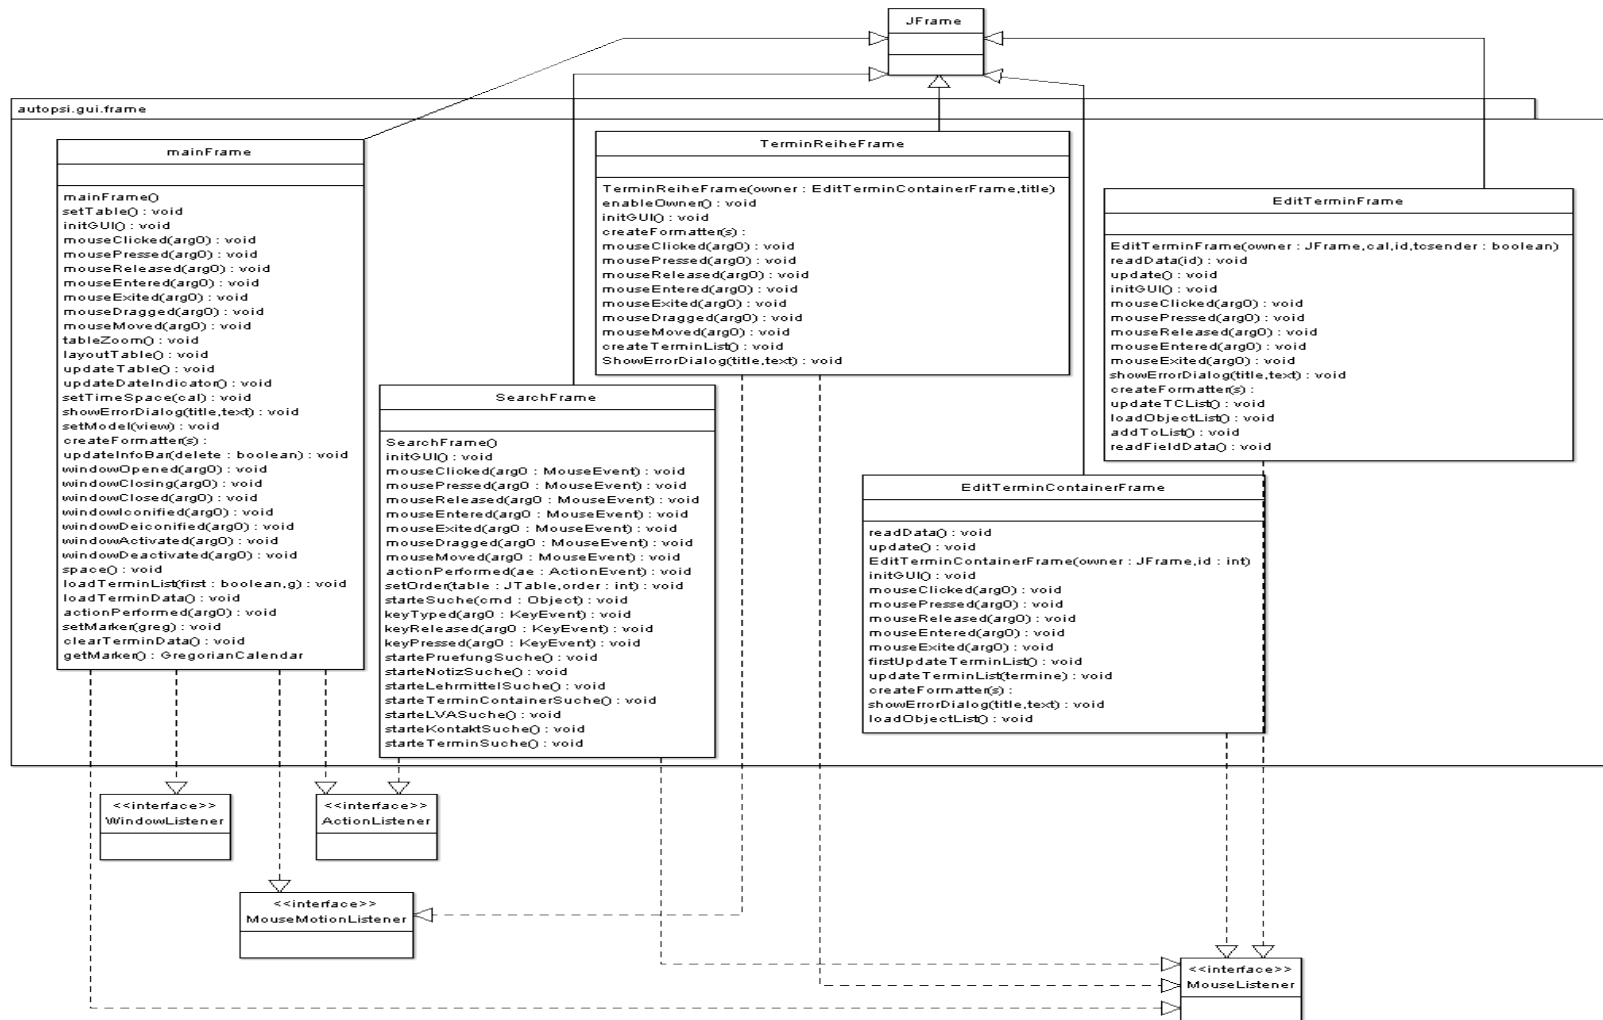 JFrame
autopsi.gui.frame
mainFrame
mainFrame()
setTable() : void
initGUI() : void
mouseClicked(arg0) : void
mousePressed(arg0) : void
mouseReleased(arg0) : void
mouseEntered(arg0) : void
mouseExited(arg0) : void
mouseDragged(arg0) : void
mouseMoved(arg0) : void
tableZoom() : void
layoutTable() : void
updateTable() : void
updateDateIndicator() : void
setTimeSpace(cal) : void
showErrorDialog(title,text) : void
setModel(view) : void
createFormatter(s) :
updateInfoBar(delete : boolean) : void
windowOpened(arg0) : void
windowClosing(arg0) : void
windowClosed(arg0) : void
windowIconified(arg0) : void
windowDeiconified(arg0) : void
windowActivated(arg0) : void
windowDeactivated(arg0) : void
space() : void
loadTerminList(first : boolean,g) : void
loadTerminData() : void
actionPerformed(arg0) : void
setMarker(greg) : void
clearTerminData() : void
getMarker() : GregorianCalendar
TerminReiheFrame
TerminReiheFrame(owner : EditTerminContainerFrame,title)
enableOwner() : void
initGUI() : void
createFormatter(s) :
mouseClicked(arg0) : void
mousePressed(arg0) : void
mouseReleased(arg0) : void
mouseEntered(arg0) : void
mouseExited(arg0) : void
mouseDragged(arg0) : void
mouseMoved(arg0) : void
createTerminList() : void
ShowErrorDialog(title,text) : void
EditTerminFrame
EditTerminFrame(owner : JFrame,cal,id,tcsender : boolean)
readData(id) : void
update() : void
initGUI() : void
mouseClicked(arg0) : void
mousePressed(arg0) : void
mouseReleased(arg0) : void
mouseEntered(arg0) : void
mouseExited(arg0) : void
showErrorDialog(title,text) : void
createFormatter(s) :
updateTCList() : void
loadObjectList() : void
addToList() : void
readFieldData() : void
SearchFrame
SearchFrame()
initGUI() : void
mouseClicked(arg0 : MouseEvent) : void
mousePressed(arg0 : MouseEvent) : void
mouseReleased(arg0 : MouseEvent) : void
mouseEntered(arg0 : MouseEvent) : void
mouseExited(arg0 : MouseEvent) : void
mouseDragged(arg0 : MouseEvent) : void
mouseMoved(arg0 : MouseEvent) : void
actionPerformed(ae : ActionEvent) : void
setOrder(table : JTable,order : int) : void
starteSuche(cmd : Object) : void
keyTyped(arg0 : KeyEvent) : void
keyReleased(arg0 : KeyEvent) : void
keyPressed(arg0 : KeyEvent) : void
startePruefungSuche() : void
starteNotizSuche() : void
starteLehrmittelSuche() : void
starteTerminContainerSuche() : void
starteLVASuche() : void
starteKontaktSuche() : void
starteTerminSuche() : void
EditTerminContainerFrame
readData() : void
update() : void
EditTerminContainerFrame(owner : JFrame,id : int)
initGUI() : void
mouseClicked(arg0) : void
mousePressed(arg0) : void
mouseReleased(arg0) : void
mouseEntered(arg0) : void
mouseExited(arg0) : void
firstUpdateTerminList() : void
updateTerminList(termine) : void
createFormatter(s) :
showErrorDialog(title,text) : void
loadObjectList() : void
<<interface>>
WindowListener
<<interface>>
ActionListener
<<interface>>
MouseMotionListener
<<interface>>
MouseListener